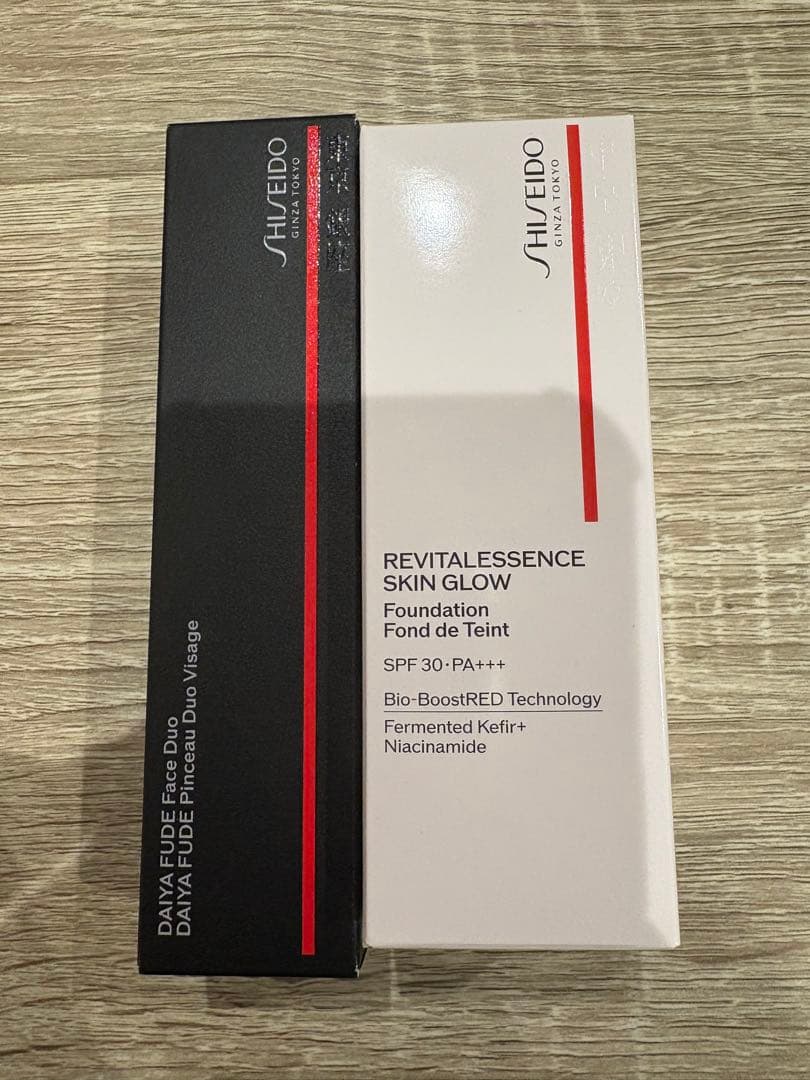 SHISEIDO
GINZA TOKYO
DAIYA FUDE Face Duo
DAIYA FUDE Pinceau Duo Visage
SHISEIDO
GINZA TOKYO
REVITALESSENCE
SKIN GLOW
Foundation
Fond de Teint
SPF 30･PA+++
Bio-BoostRED Technology
Fermented Kefir+
Niacinamide